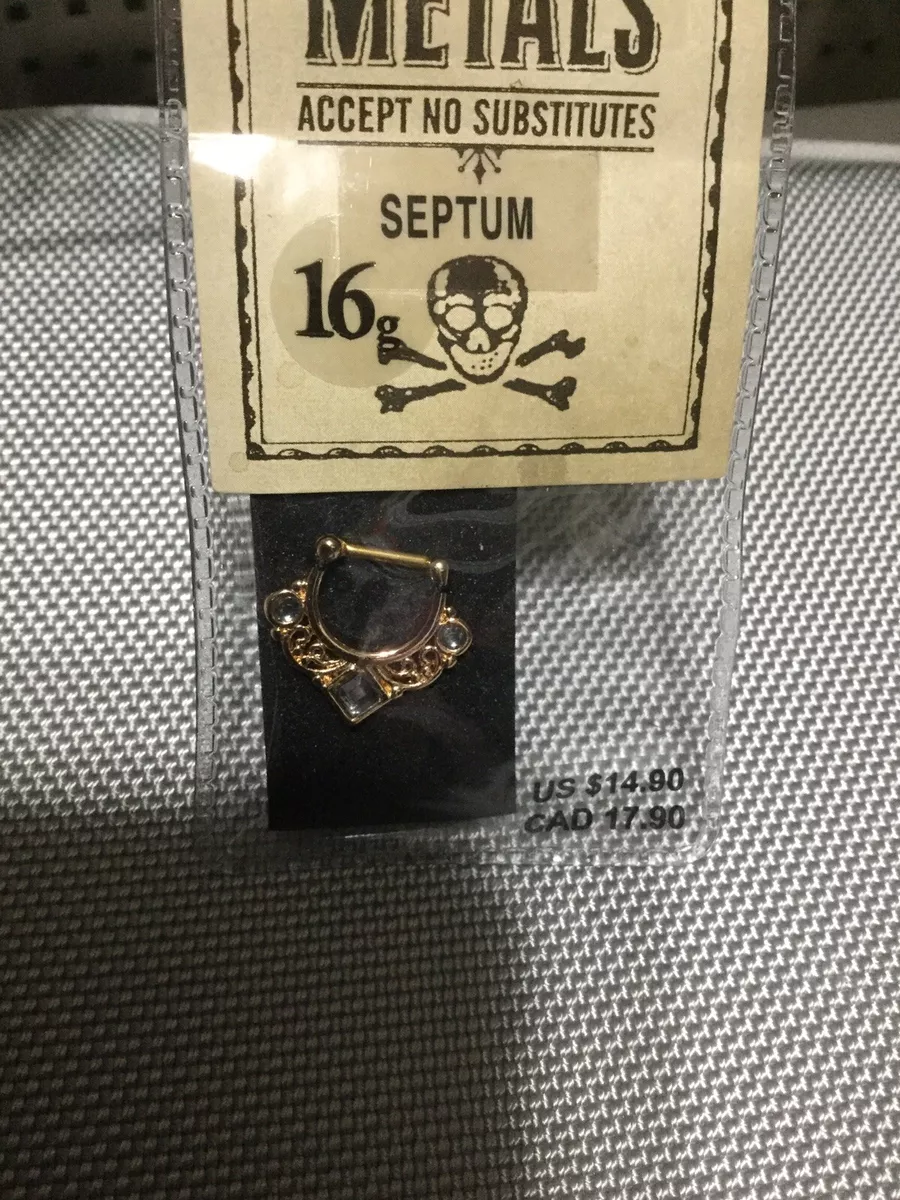 METALS
ACCEPT NO SUBSTITUTES
SEPTUM
16g
US $14.90
CAD 17.90